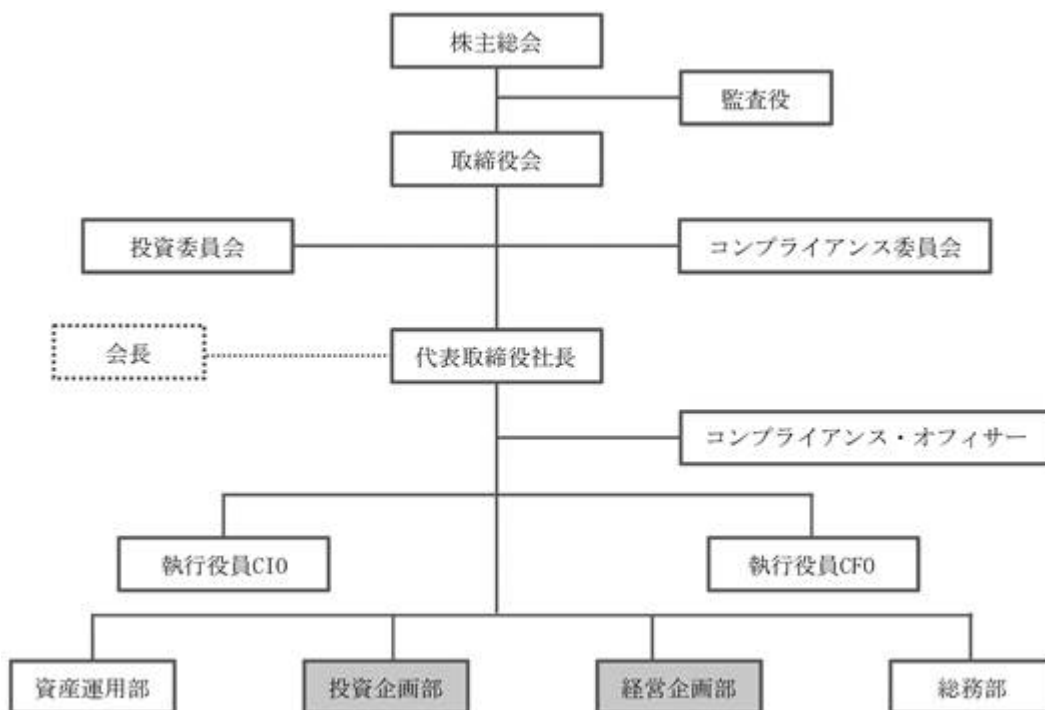 株主総会
監査役
取締役会
投資委員会
コンプライアンス委員会
会長
代表取締役社長
コンプライアンス・オフィサー
執行役員CIO
執行役員CFO
資産運用部
投資企画部
経営企画部
総務部